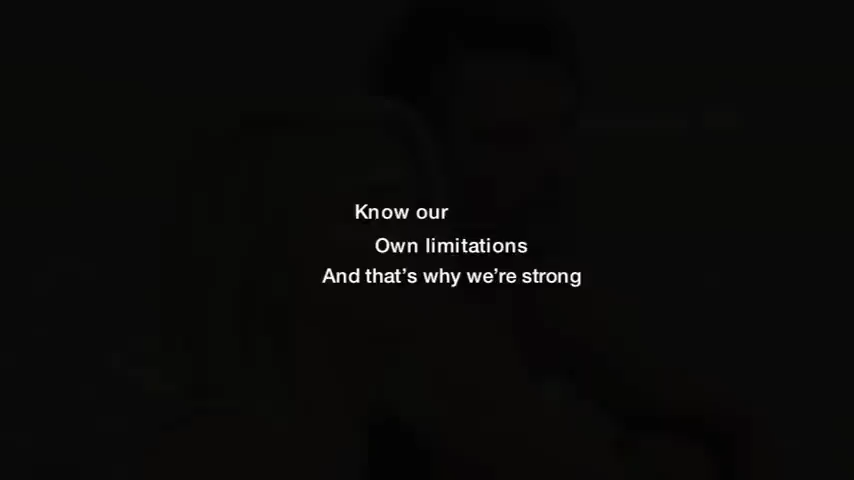 Know our
Own limitations
And that’s why we’re strong